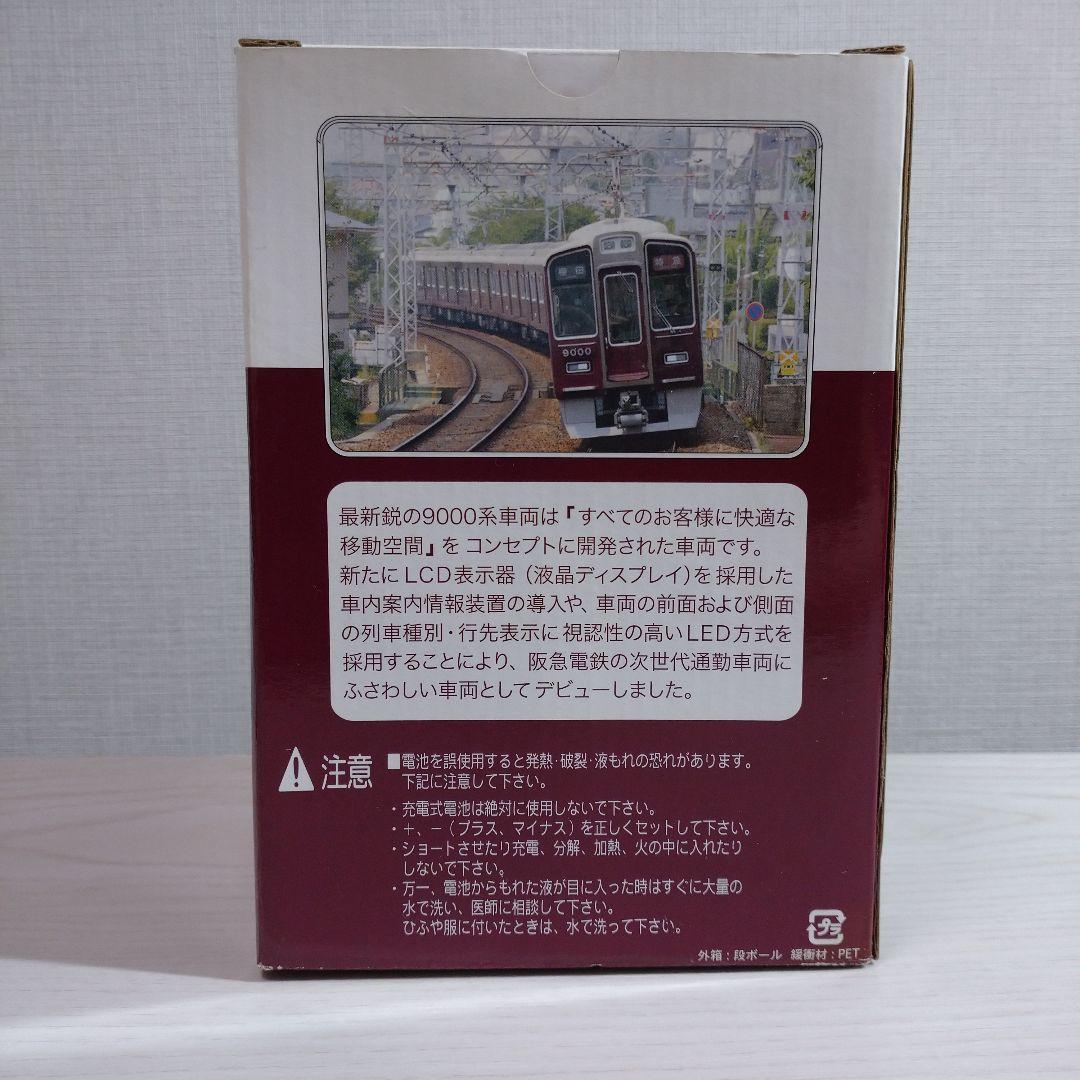 梅田
特急
9000
最新鋭の9000系車両は『すべてのお客様に快適な
移動空間』をコンセプトに開発された車両です。
新たにLCD表示器(液晶ディスプレイ)を採用した
車内案内情報装置の導入や、車両の前面および側面
の列車種別・行先表示に視認性の高いLED方式を
採用することにより、阪急電鉄の次世代通勤車両に
ふさわしい車両としてデビューしました。
注意
■電池を誤使用すると発熱・破裂・液もれの恐れがあります。
下記に注意して下さい。
・充電式電池は絶対に使用しないで下さい。
・+、-(プラス、マイナス)を正しくセットして下さい。
・ショートさせたり充電、分解、加熱、火の中に入れたり
しないで下さい。
・万一、電池からもれた液が目に入った時はすぐに大量の
水で洗い、医師に相談して下さい。
ひふや服に付いたときは、水で洗って下さい。
プラ
外箱:段ボール 緩衝材:PET